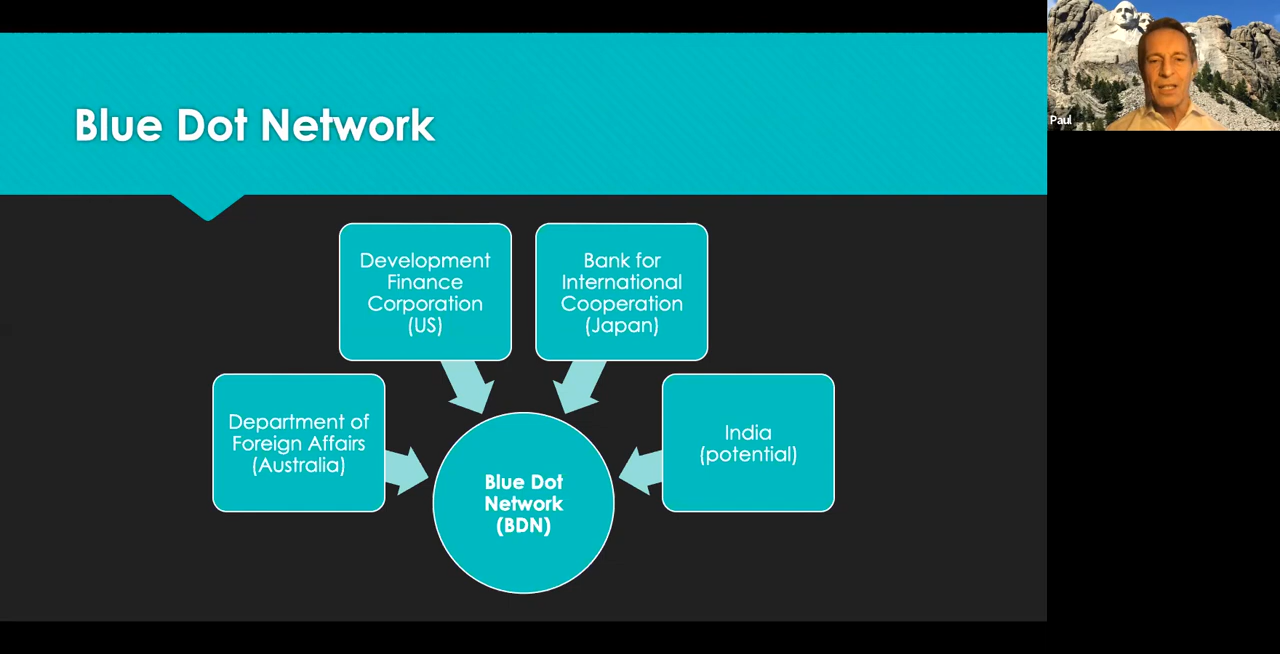 Blue Dot Network
Paul
Development
Finance
Corporation
(US)
Bank for
International
Cooperation
(Japan)
Department of
Foreign Affairs
(Australia)
India
(potential)
Blue Dot
Network
(BDN)